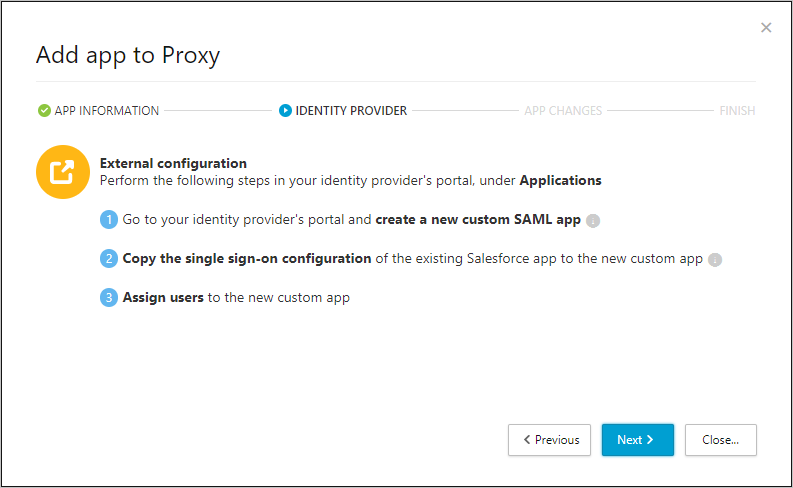 Add app to Proxy
APP INFORMATION IDENTITY PROVIDER APP CHANGES FINISH
External configuration
Perform the following steps in your identity provider's portal, under Applications
1 Go to your identity provider's portal and create a new custom SAML app
2 Copy the single sign-on configuration of the existing Salesforce app to the new custom app
3 Assign users to the new custom app
Previous Next Close...